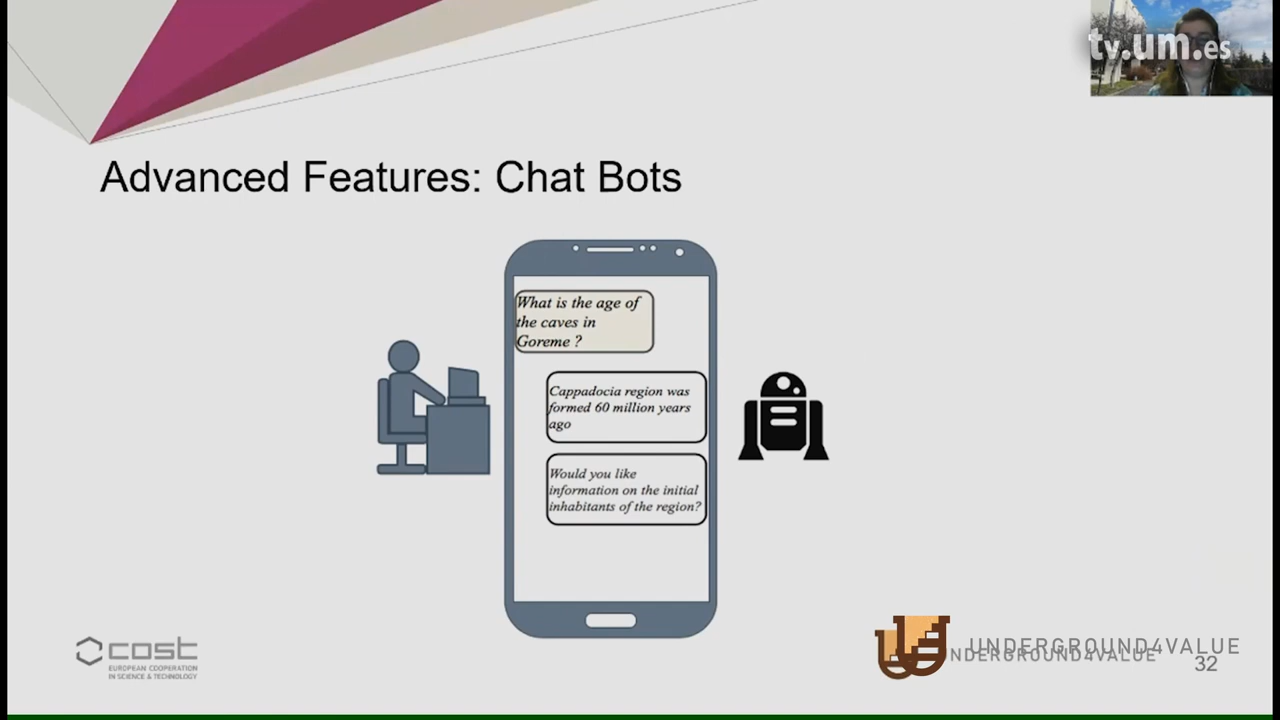 tv.um.es
Advanced Features: Chat Bots
What is the age of
the caves in
Goreme ?
Cappadocia region was
formed 60 million years
ago
Would you like
information on the initial
inhabitants of the region?
cost
EUROPEAN COOPERATION
IN SCIENCE & TECHNOLOGY
UNDERGROUND4VALUE
UNDERGROUND4VALUE
32